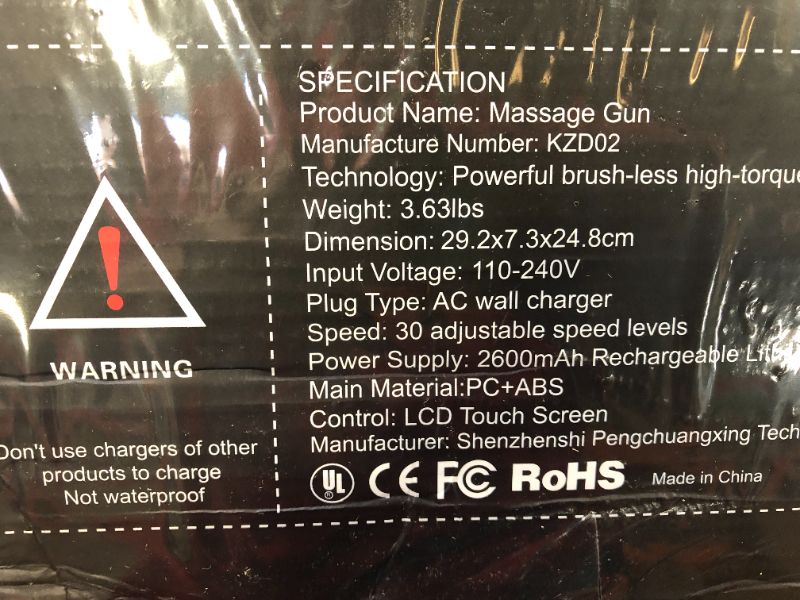 SPECIFICATION
Product Name: Massage Gun
Manufacture Number: KZD02
Technology: Powerful brush-less high-torque
Weight: 3.63lbs
Dimension: 29.2x7.3x24.8cm
Input Voltage: 110-240V
Plug Type: AC wall charger
Speed: 30 adjustable speed levels
Power Supply: 2600mAh Rechargeable
Main Material:PC+ABS
Control: LCD Touch Screen
Manufacturer: Shenzhenshi Pengchuangxing Tech
UL ® CE FC RoHS Made in China
WARNING
Don't use chargers of other
products to charge
Not waterproof